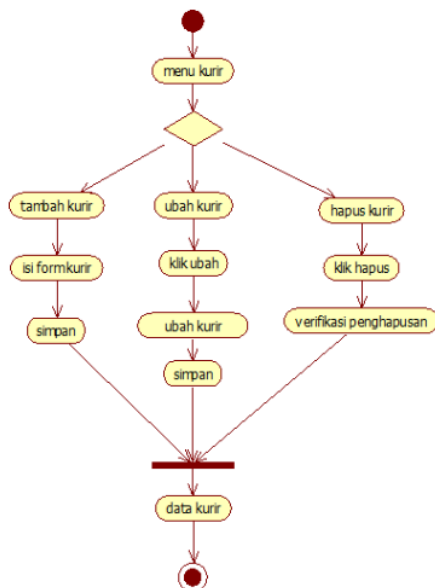 menu kurir
tambah kurir
isi formkurir
simpan
ubah kurir
klik ubah
ubah kurir
simpan
hapus kurir
klik hapus
verifikasi penghapusan
data kurir